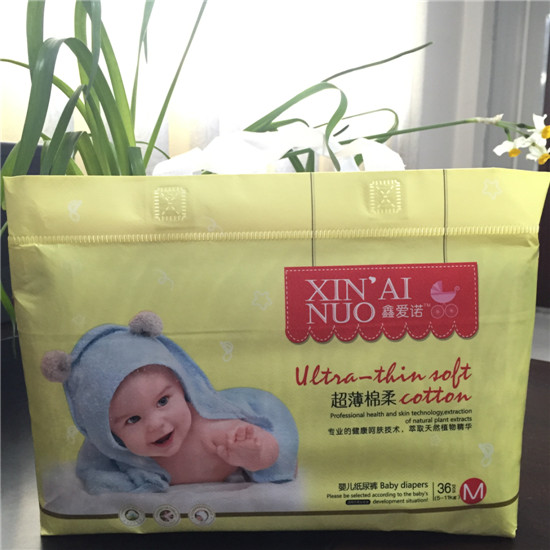 XIN'AI
NUO 鑫爱诺™
Ultra-thin soft
超薄棉柔 cotton
Professional health and skin technology,extraction
of natural plant extracts
专业的健康呵肤技术、萃取天然植物精华
婴儿纸尿裤 Baby diapers
Please be selected according to the baby's
development situation!
36
M